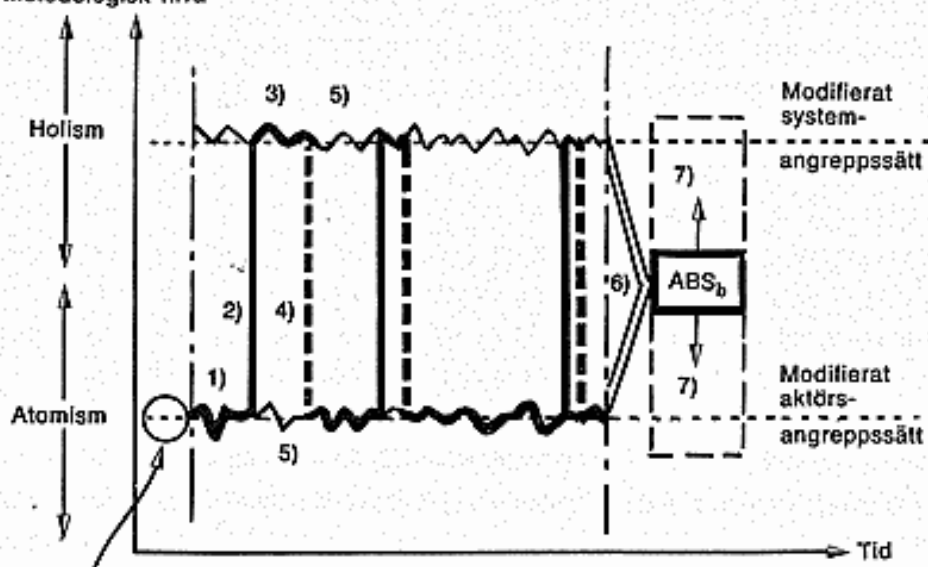 3) 5)
Modifierat
system-
angreppssätt
Holism
7)
2) 4) 6) ABSb
1)
7)
Modifierat
aktörs-
angreppssätt
Atomism
5)
Tid